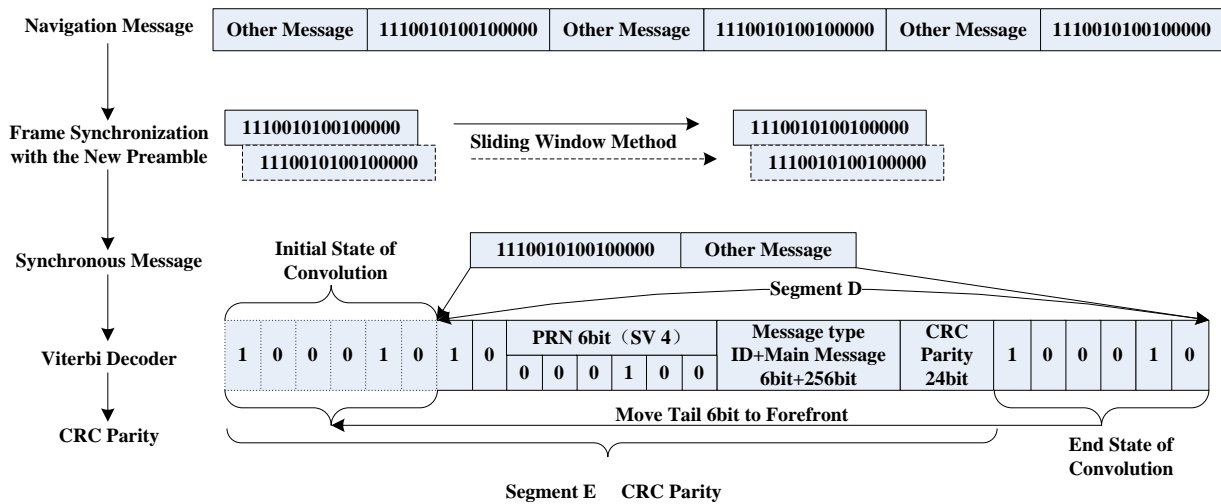 Navigation Message
Other Message 1110010100100000 Other Message 1110010100100000 Other Message 1110010100100000
Frame Synchronization
with the New Preamble
1110010100100000
1110010100100000
Sliding Window Method
1110010100100000
1110010100100000
Synchronous Message
Initial State of
Convolution
1110010100100000 Other Message
Segment D
Viterbi Decoder
1 0 0 0 1 0 1 0
PRN 6bit（SV 4）
0 0 0 1 0 0
Message type
ID+Main Message
6bit+256bit
CRC
Parity
24bit
1 0 0 0 1 0
Move Tail 6bit to Forefront
CRC Parity
End State of
Convolution
Segment E CRC Parity